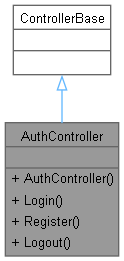 ControllerBase
AuthController
+ AuthController()
+ Login()
+ Register()
+ Logout()